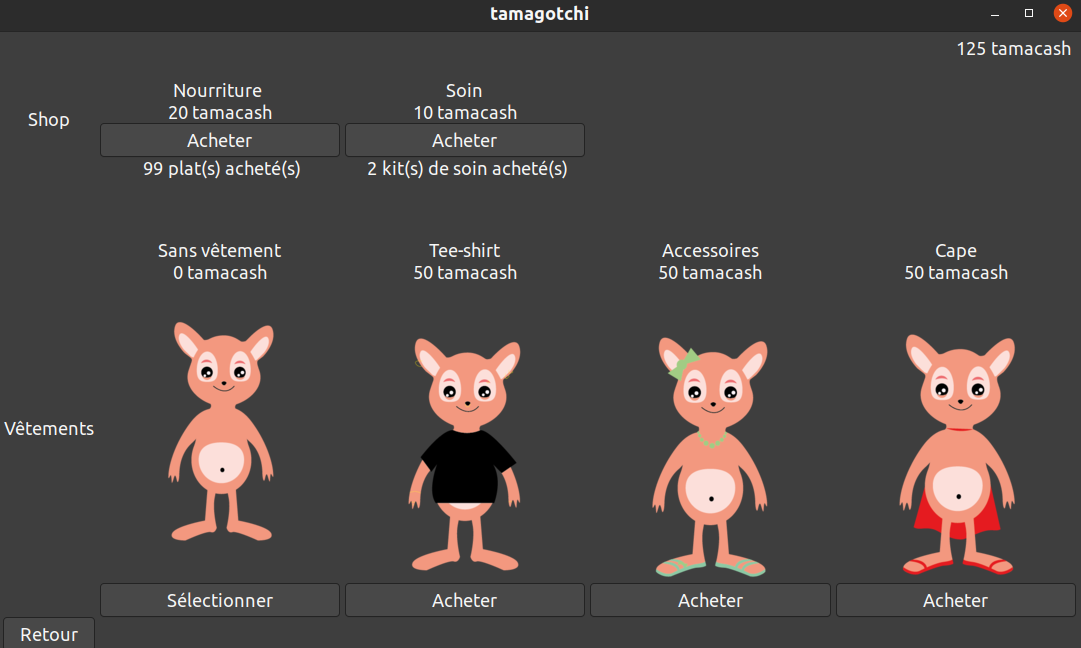 tamagotchi
125 tamacash
Shop
Nourriture
20 tamacash
Acheter
99 plat(s) acheté(s)
Soin
10 tamacash
Acheter
2 kit(s) de soin acheté(s)
Vêtements
Sans vêtement
0 tamacash
Sélectionner
Tee-shirt
50 tamacash
Acheter
Accessoires
50 tamacash
Acheter
Cape
50 tamacash
Acheter
Retour